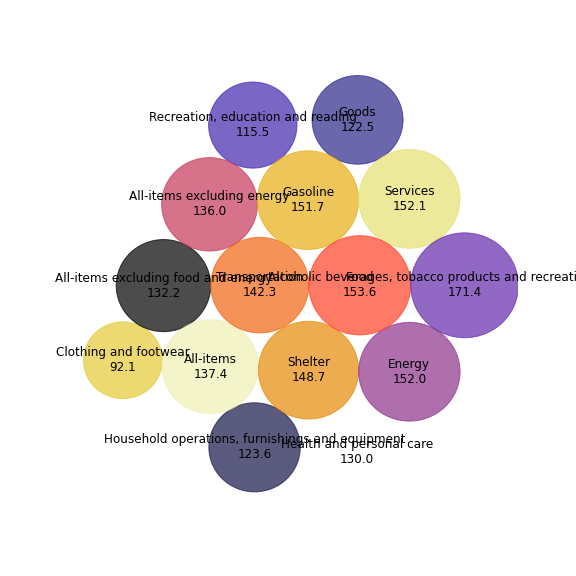 Recreation, education and reading
115.5
Goods
122.5
All-items excluding energy
136.0
Gasoline
151.7
Services
152.1
All-items excluding food and energy
132.2
Transportation
142.3
Food
153.6
Alcoholic beverages, tobacco products and recreati
171.4
Clothing and footwear
92.1
All-items
137.4
Shelter
148.7
Energy
152.0
Household operations, furnishings and equipment
123.6
Health and personal care
130.0